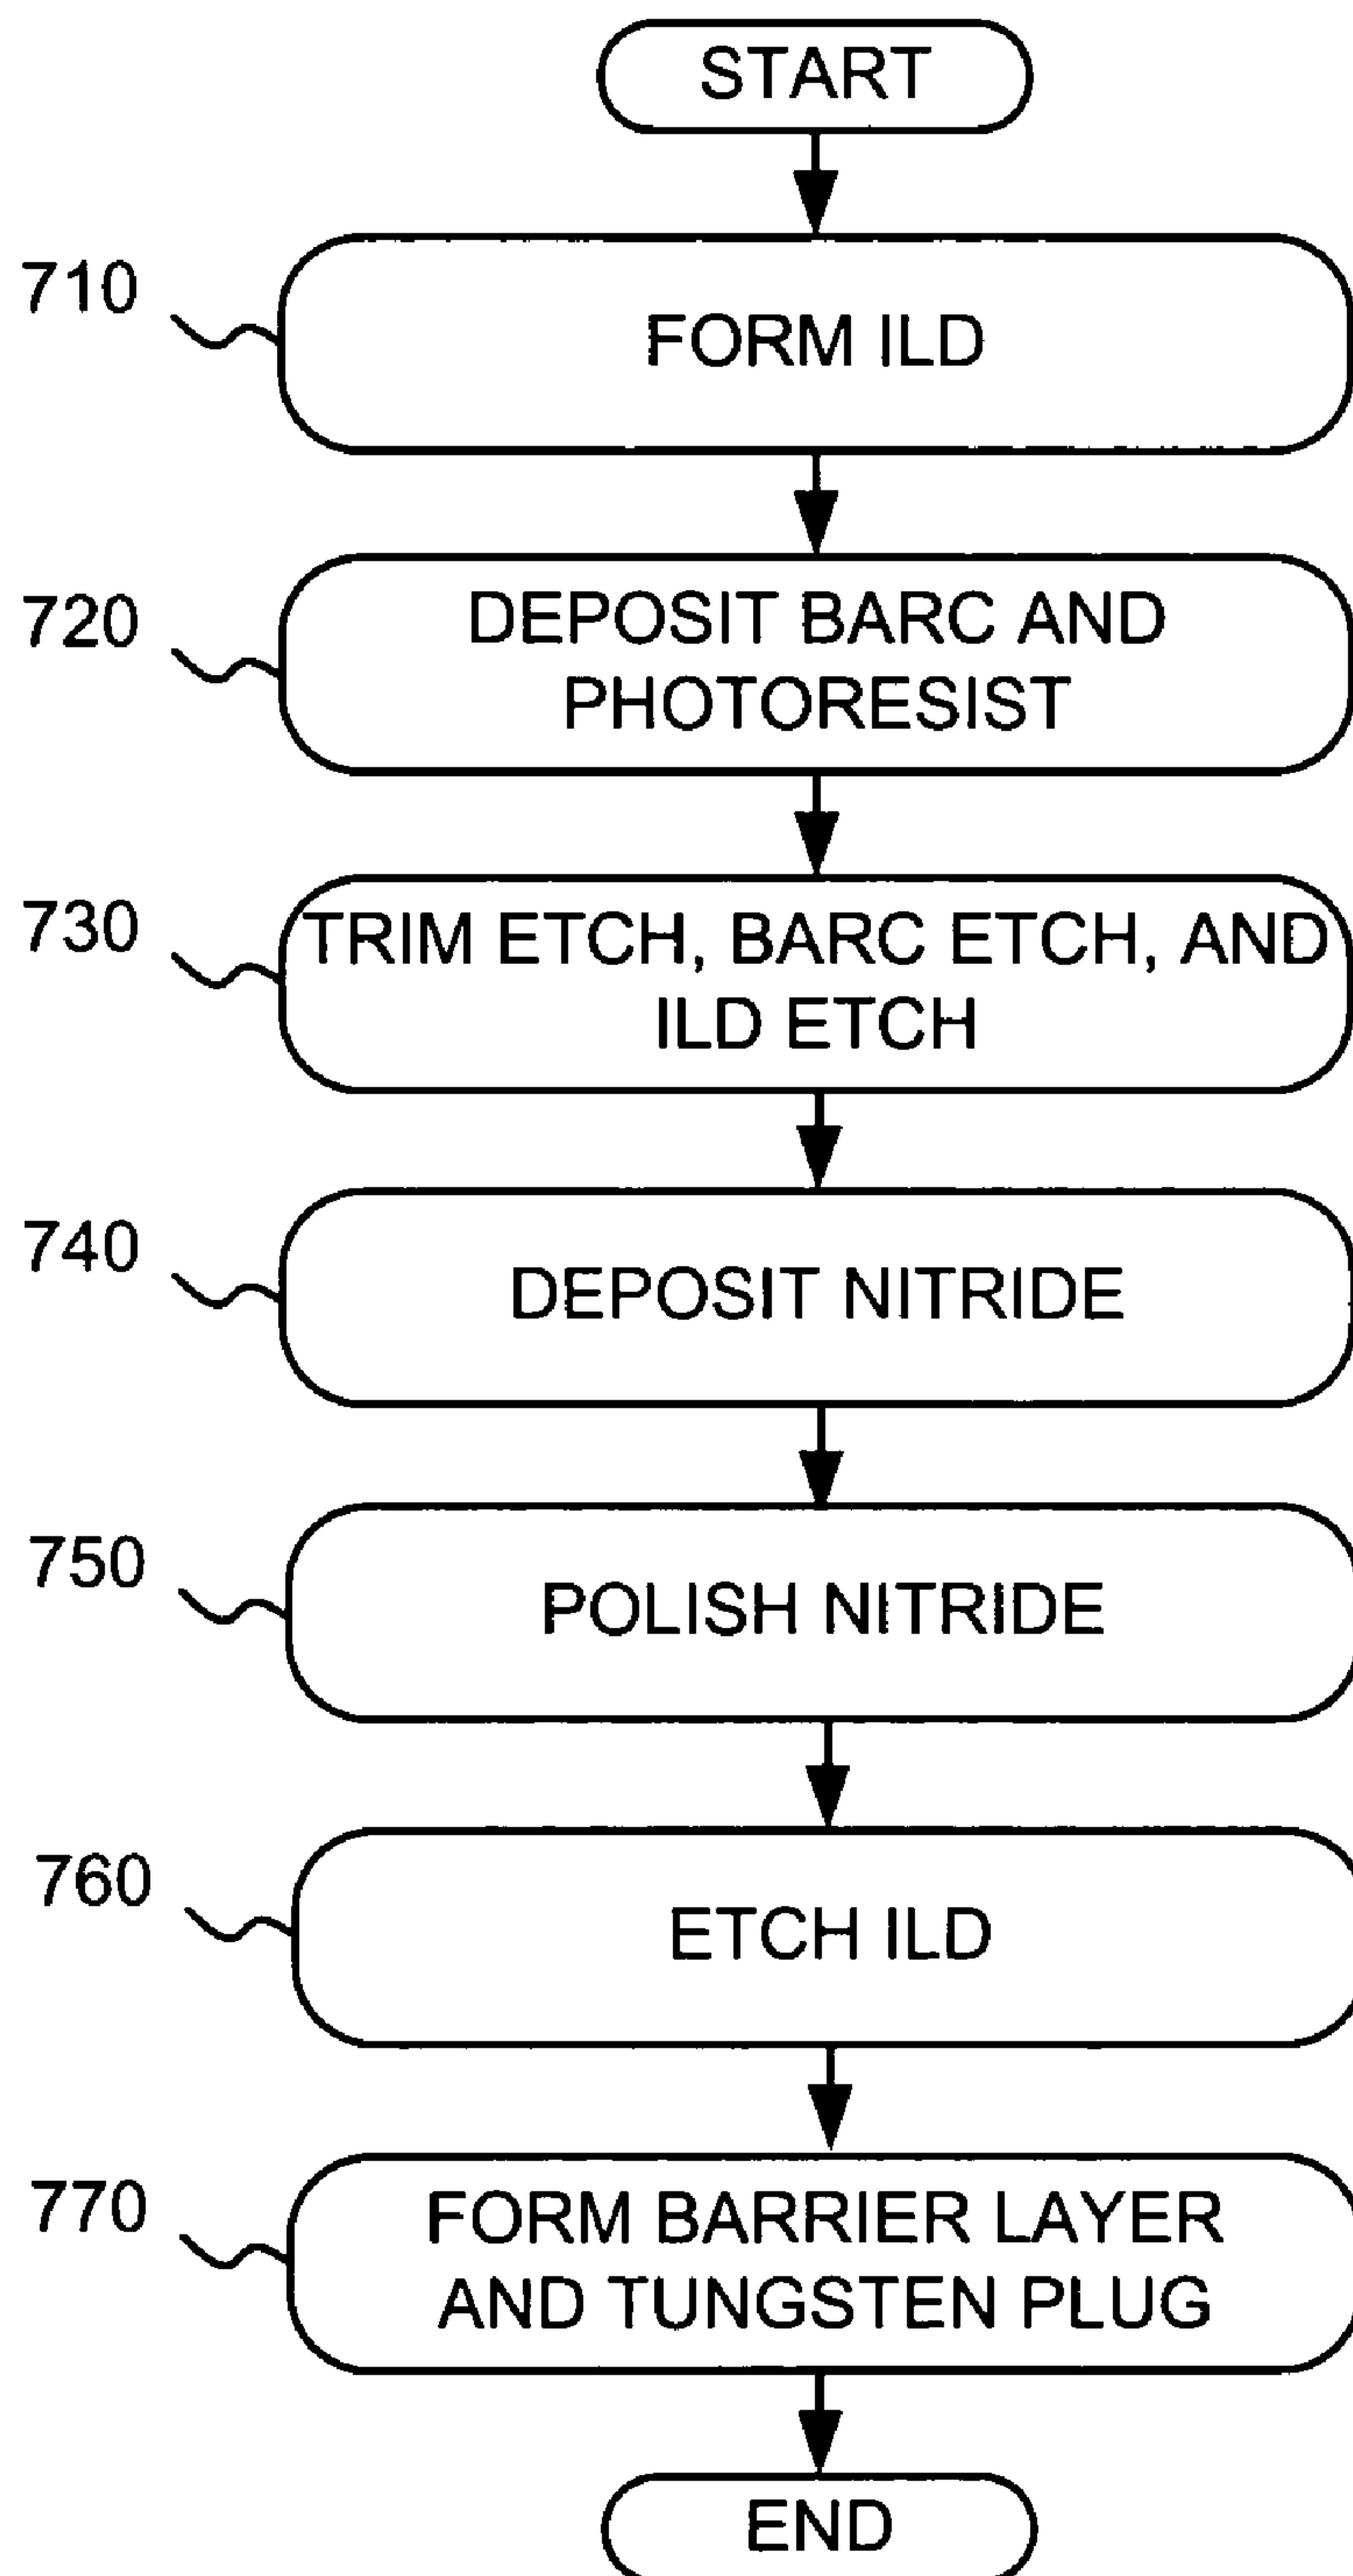 START
710
FORM ILD
720
DEPOSIT BARC AND
PHOTORESIST
730
TRIM ETCH, BARC ETCH, AND
ILD ETCH
740
DEPOSIT NITRIDE
750
POLISH NITRIDE
760
ETCH ILD
770
FORM BARRIER LAYER
AND TUNGSTEN PLUG
END